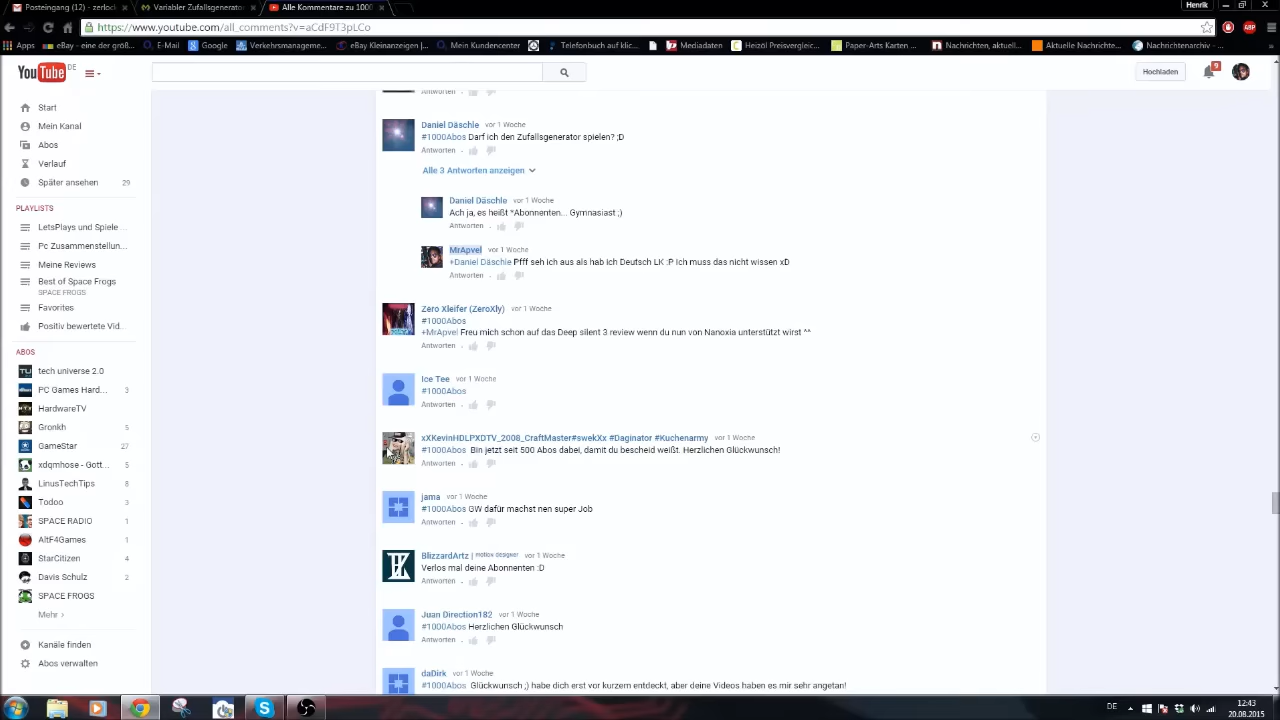 Posteingang (12) - zerlock
Variabler Zufallsgenerator
Alle Kommentare zu 1000
Henrik
https://www.youtube.com/all_comments?v=aCdF9T3pLCo
Apps
eBay - eine der größ...
E-Mail
Google
Verkehrsmanageme...
eBay Kleinanzeigen |...
Mein Kundencenter
Telefonbuch auf klic...
Mediadaten
Heizöl Preisvergleic...
Paper-Arts Karten ...
Nachrichten, aktuell...
Aktuelle Nachrichte...
Nachrichtenarchiv - ...
YouTube DE
Hochladen
9
Start
Mein Kanal
Abos
Verlauf
Später ansehen 29
PLAYLISTS
LetsPlays und Spiele ...
Pc Zusammenstellun...
Meine Reviews
Best of Space Frogs
SPACE FROGS
Favorites
Positiv bewertete Vid...
ABOS
tech universe 2.0
PC Games Hard... 3
HardwareTV
Gronkh 5
GameStar 27
xdqmhose - Gott... 5
LinusTechTips 8
Todoo 3
SPACE RADIO 1
AltF4Games 1
StarCitizen 4
Davis Schulz 2
SPACE FROGS
Mehr ›
Kanäle finden
Abos verwalten
Antworten
Daniel Däschle vor 1 Woche
#1000Abos Darf ich den Zufallsgenerator spielen? ;D
Antworten
Alle 3 Antworten anzeigen
Daniel Däschle vor 1 Woche
Ach ja, es heißt *Abonnenten... Gymnasiast ;)
Antworten
MrApvel vor 1 Woche
+Daniel Däschle Pfff seh ich aus als hab ich Deutsch LK :P Ich muss das nicht wissen xD
Antworten
Zero Xleifer (ZeroXly) vor 1 Woche
#1000Abos
+MrApvel Freu mich schon auf das Deep silent 3 review wenn du nun von Nanoxia unterstützt wirst ^^
Antworten
Ice Tee vor 1 Woche
#1000Abos
Antworten
xXKevinHDLPXDTV_2008_CraftMaster#swekXx #Daginator #Kuchenarmy vor 1 Woche
#1000Abos Bin jetzt seit 500 Abos dabei, damit du bescheid weißt. Herzlichen Glückwunsch!
Antworten
jama vor 1 Woche
#1000Abos GW dafür machst nen super Job
Antworten
BlizzardArtz | ᵐᵒᵗⁱᵒⁿ ᵈᵉˢⁱᵍⁿᵉʳ vor 1 Woche
Verlos mal deine Abonnenten :D
Antworten
Juan Direction182 vor 1 Woche
#1000Abos Herzlichen Glückwunsch
Antworten
daDirk vor 1 Woche
#1000Abos Glückwunsch ;) habe dich erst vor kurzem entdeckt, aber deine Videos haben es mir sehr angetan!
DE
12:43
20.08.2015